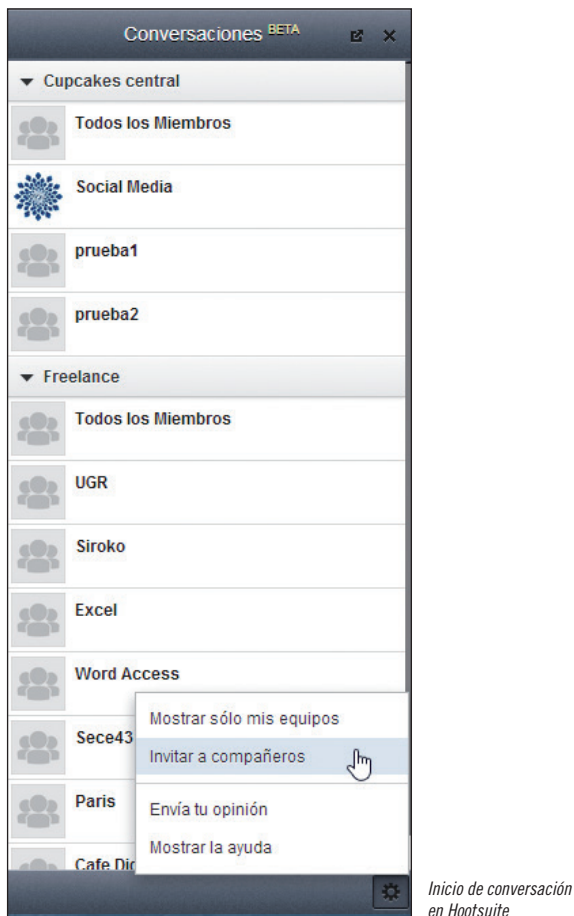 Conversaciones BETA
Cupcakes central
Todos los Miembros
Social Media
prueba1
prueba2
Freelance
Todos los Miembros
UGR
Siroko
Excel
Word Access
Sece43
Paris
Cafe
Mostrar sólo mis equipos
Invitar a compañeros
Envía tu opinión
Mostrar la ayuda
Inicio de conversación
en Hootsuite